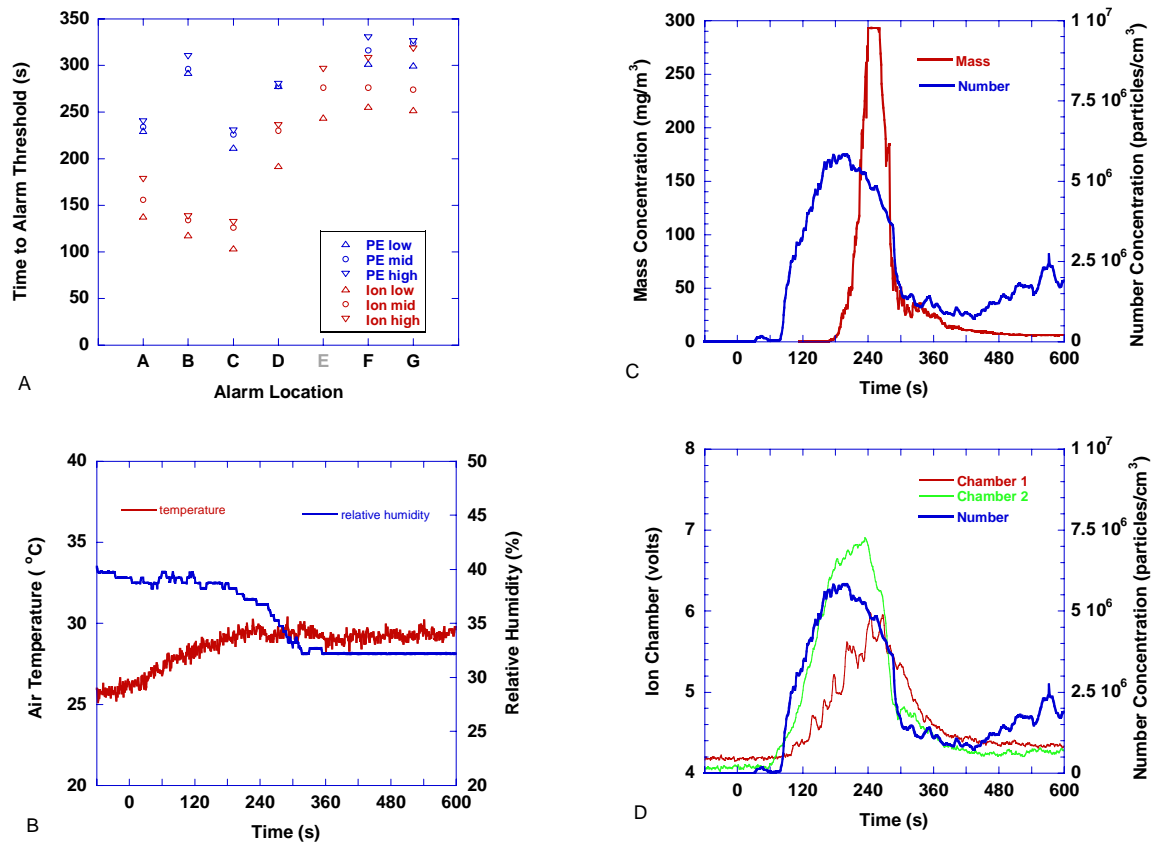 350
300
250
200
150
100
50
0
Time to Alarm Threshold (s)
PE low
PE mid
PE high
Ion low
Ion mid
Ion high
A B C D E F G
Alarm Location
A
300
250
200
150
100
50
0
Mass Concentration (mg/m³)
Mass
Number
1 10⁷
7.5 10⁶
5 10⁶
2.5 10⁶
0
Number Concentration (particles/cm³)
0 120 240 360 480 600
Time (s)
C
40
35
30
25
20
Air Temperature ( °C)
temperature
relative humidity
50
45
40
35
30
25
20
Relative Humidity (%)
0 120 240 360 480 600
Time (s)
B
8
7
6
5
4
Ion Chamber (volts)
Chamber 1
Chamber 2
Number
1 10⁷
7.5 10⁶
5 10⁶
2.5 10⁶
0
Number Concentration (particles/cm³)
0 120 240 360 480 600
Time (s)
D